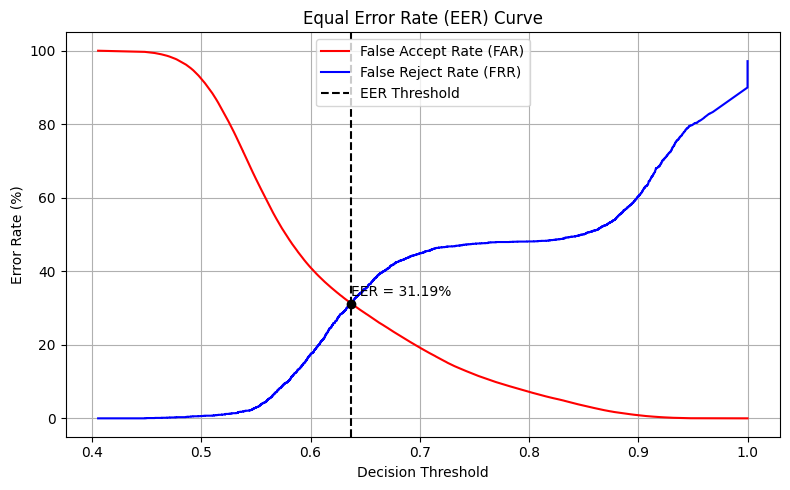 Equal Error Rate (EER) Curve
False Accept Rate (FAR)
False Reject Rate (FRR)
EER Threshold
EER = 31.19%
Error Rate (%)
100
80
60
40
20
0
0.4
0.5
0.6
0.7
0.8
0.9
1.0
Decision Threshold